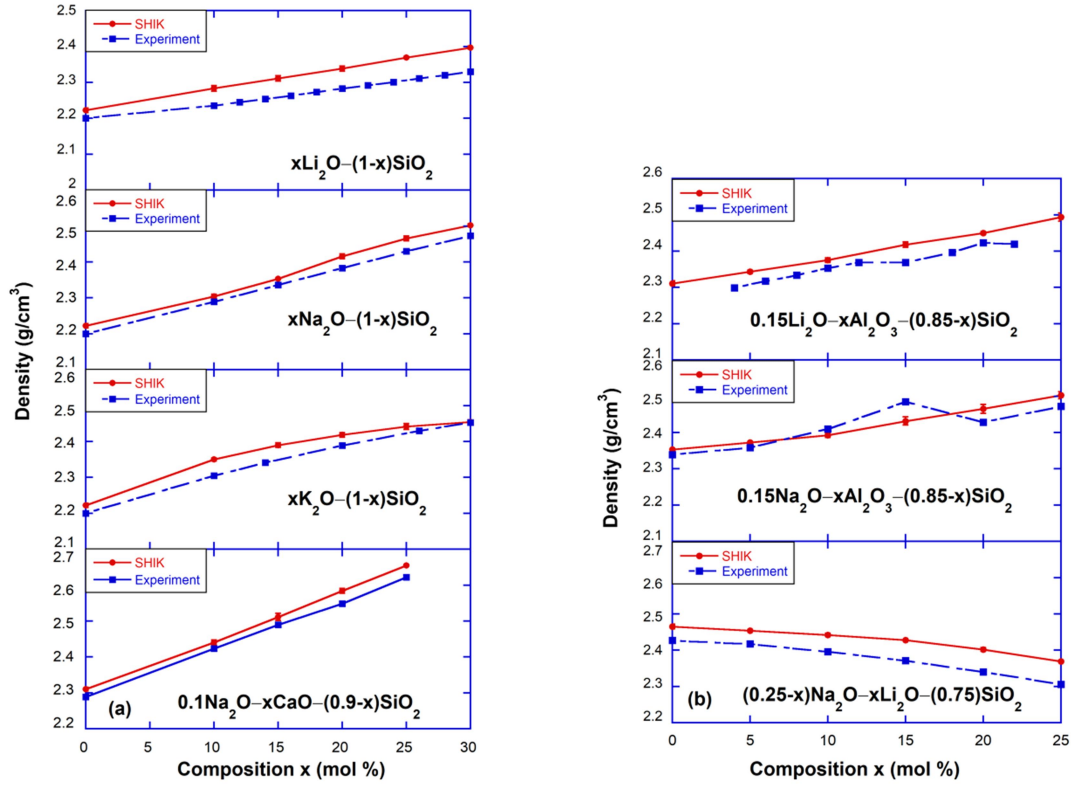 2.5
SHIK
Experiment
2.4
2.3
2.2
2.1
xLi₂O–(1-x)SiO₂
2
2.6
SHIK
Experiment
2.5
2.4
2.3
xNa₂O–(1-x)SiO₂
2.2
2.1
2.6
SHIK
Experiment
2.5
2.4
2.3
xK₂O–(1-x)SiO₂
2.2
2.1
2.7
SHIK
Experiment
2.6
2.5
2.4
2.3
(a) 0.1Na₂O–xCaO–(0.9-x)SiO₂
2.2
0 5 10 15 20 25 30
Composition x (mol %)
Density (g/cm³)
2.6
SHIK
Experiment
2.5
2.4
2.3
2.2
0.15Li₂O–xAl₂O₃–(0.85-x)SiO₂
2.1
2.6
SHIK
Experiment
2.5
2.4
2.3
0.15Na₂O–xAl₂O₃–(0.85-x)SiO₂
2.2
2.1
2.7
SHIK
Experiment
2.6
2.5
2.4
2.3
(b) (0.25-x)Na₂O–xLi₂O–(0.75)SiO₂
2.2
0 5 10 15 20 25
Composition x (mol %)
Density (g/cm³)